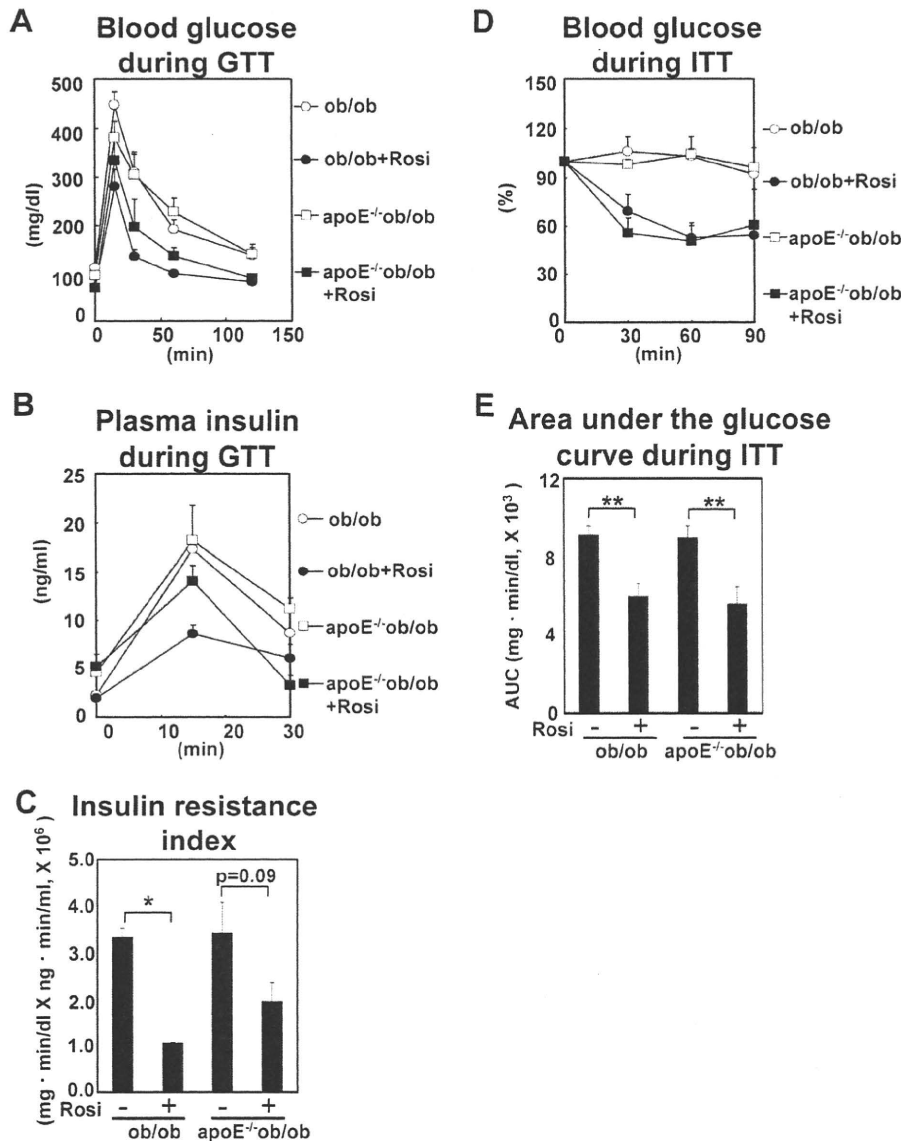 A Blood glucose
during GTT
500
400
300
200
100
0
(mg/dl)
0 50 100 150
(min)
ob/ob
ob/ob+Rosi
apoE-/-ob/ob
apoE-/-ob/ob
+Rosi
B Plasma insulin
during GTT
25
20
15
10
5
0
(ng/ml)
0 10 20 30
(min)
ob/ob
ob/ob+Rosi
apoE-/-ob/ob
apoE-/-ob/ob
+Rosi
C Insulin resistance
index
(mg · min/dl X ng · min/ml, X 10⁶)
5.0
4.0
3.0
2.0
1.0
0.0
*
p=0.09
Rosi - + - +
ob/ob apoE-/-ob/ob
D Blood glucose
during ITT
150
120
90
60
30
0
(%)
0 30 60 90
(min)
ob/ob
ob/ob+Rosi
apoE-/-ob/ob
apoE-/-ob/ob
+Rosi
E Area under the glucose
curve during ITT
AUC (mg · min/dl, X 10³)
12
9
6
4
0
** **
Rosi - + - +
ob/ob apoE-/-ob/ob